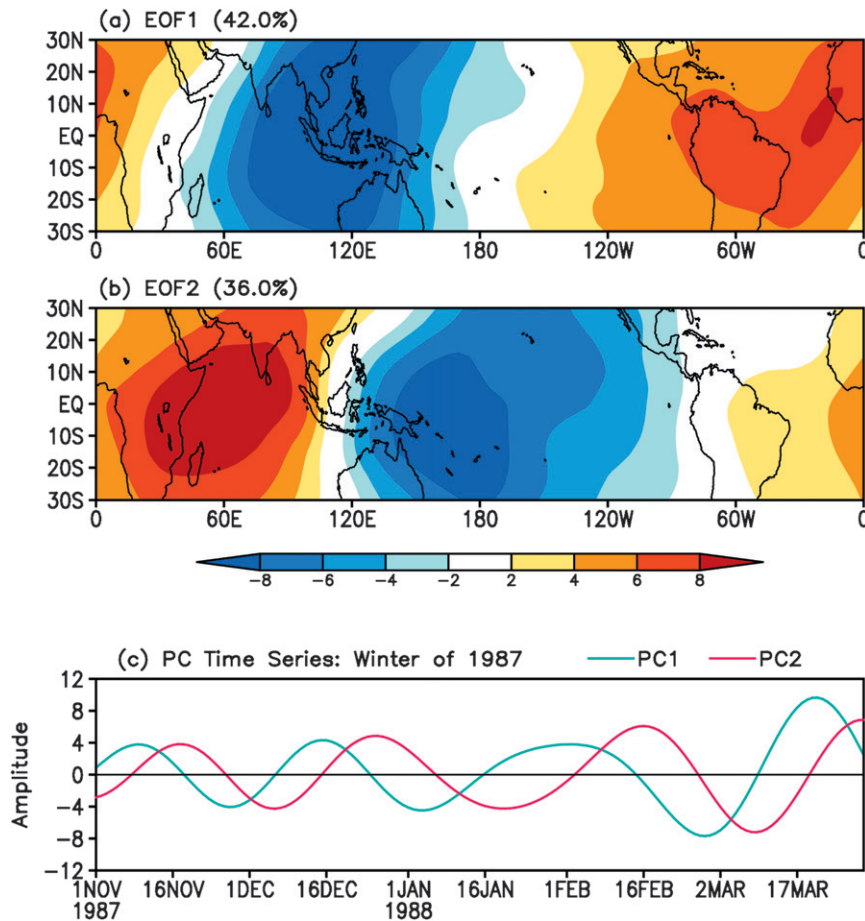 (a) EOF1 (42.0%)
30N
20N
10N
EQ
10S
20S
30S
0 60E 120E 180 120W 60W 0
(b) EOF2 (36.0%)
30N
20N
10N
EQ
10S
20S
30S
0 60E 120E 180 120W 60W 0
-8 -6 -4 -2 2 4 6 8
(c) PC Time Series: Winter of 1987 PC1 PC2
12
8
4
0
-4
-8
-12
Amplitude
1NOV 16NOV 1DEC 16DEC 1JAN 16JAN 1FEB 16FEB 2MAR 17MAR
1987 1988